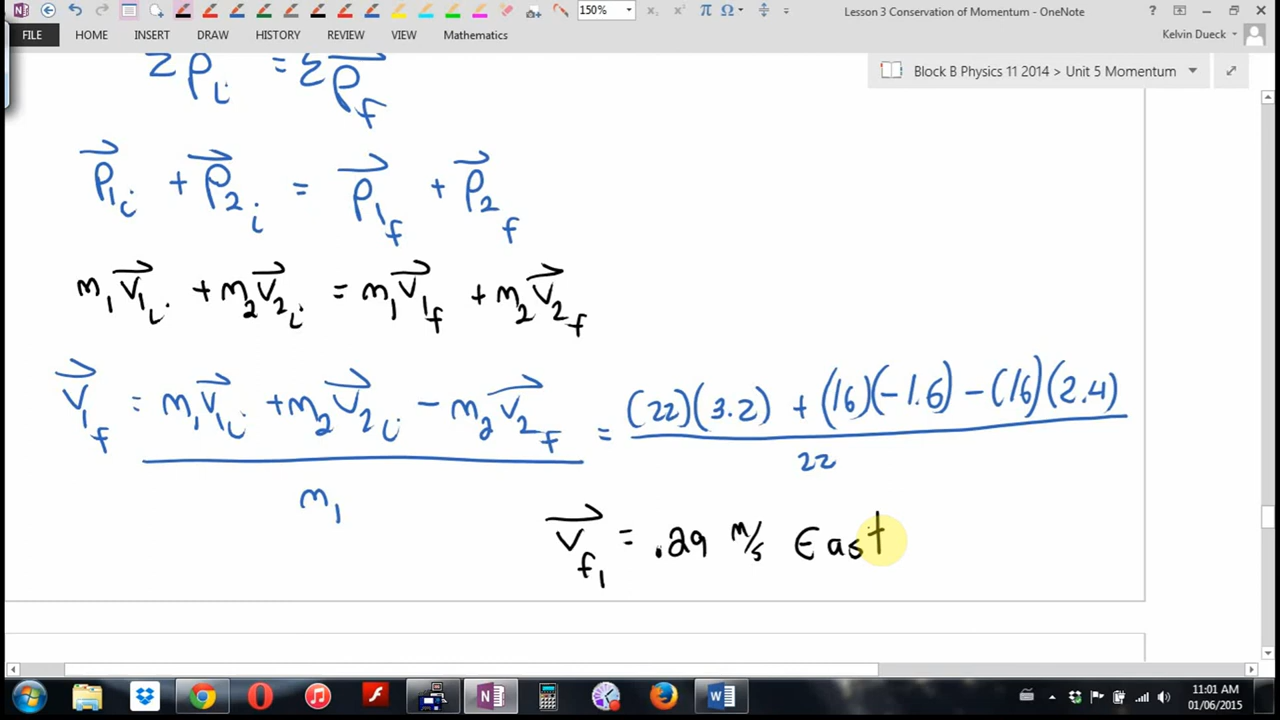 150%
Lesson 3 Conservation of Momentum - OneNote
FILE HOME INSERT DRAW HISTORY REVIEW VIEW Mathematics
Kelvin Dueck
Block B Physics 11 2014 > Unit 5 Momentum
Σp⃗i = Σp⃗f
p⃗1i + p⃗2i = p⃗1f + p⃗2f
m1v⃗1i + m2v⃗2i = m1v⃗1f + m2v⃗2f
v⃗1f = m1v⃗1i + m2v⃗2i - m2v⃗2f = (22)(3.2) + (16)(-1.6) - (16)(2.4)
m1 22
v⃗f1 = .29 m/s East
11:01 AM
01/06/2015